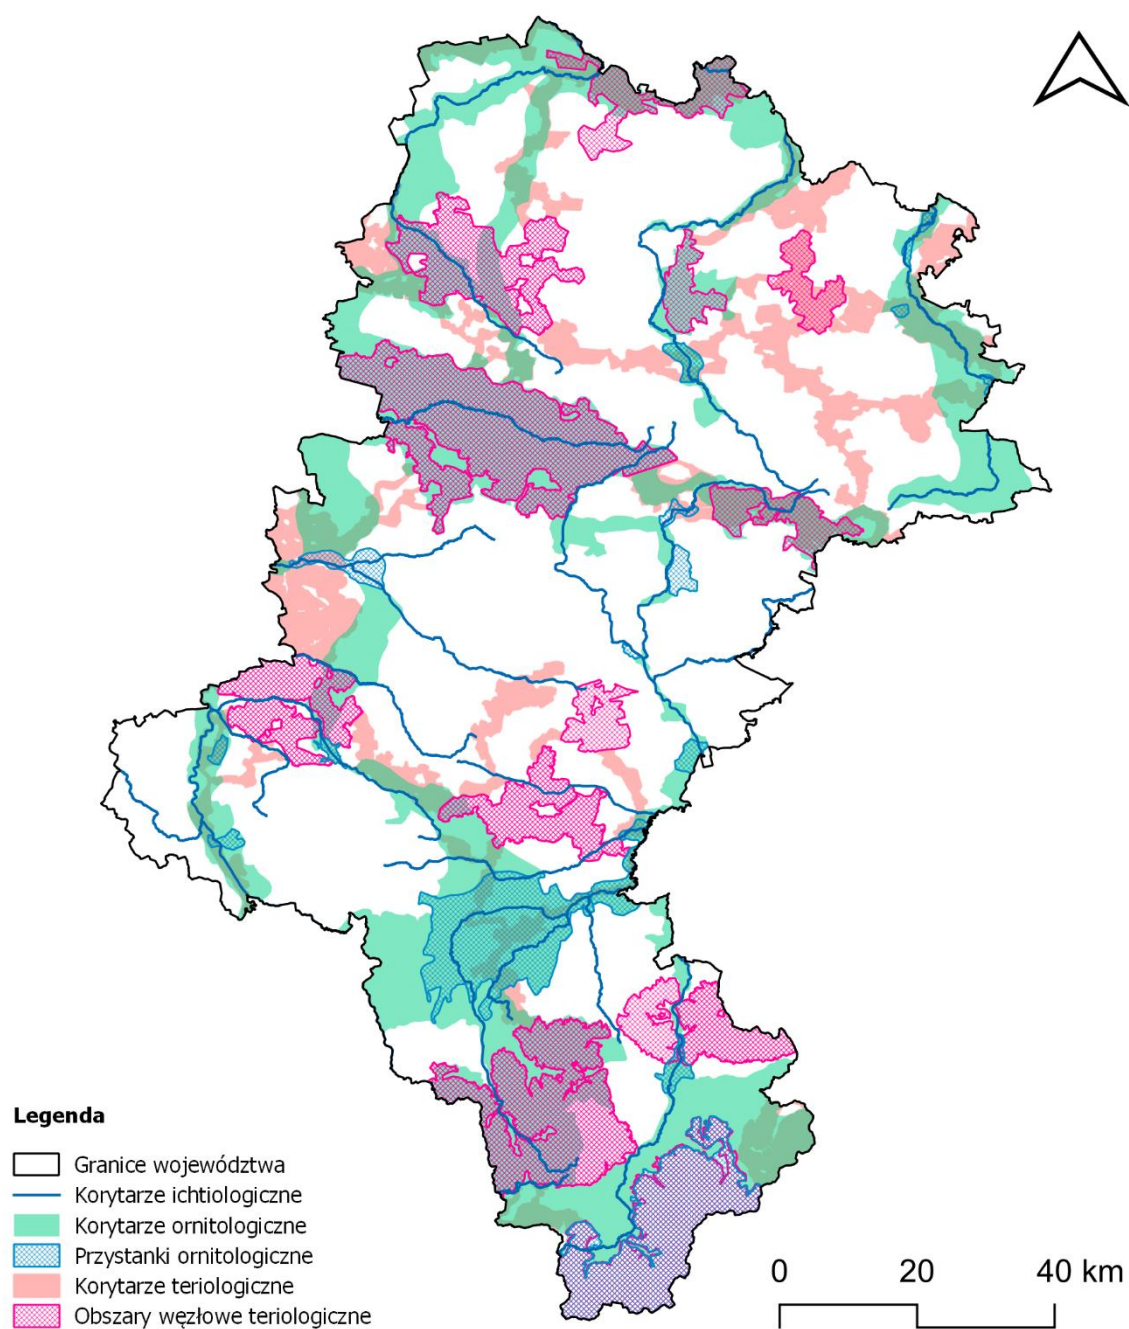 Legenda
Granice województwa
Korytarze ichtiologiczne
Korytarze ornitologiczne
Przystanki ornitologiczne
Korytarze teriologiczne
Obszary węzłowe teriologiczne
0 20 40 km